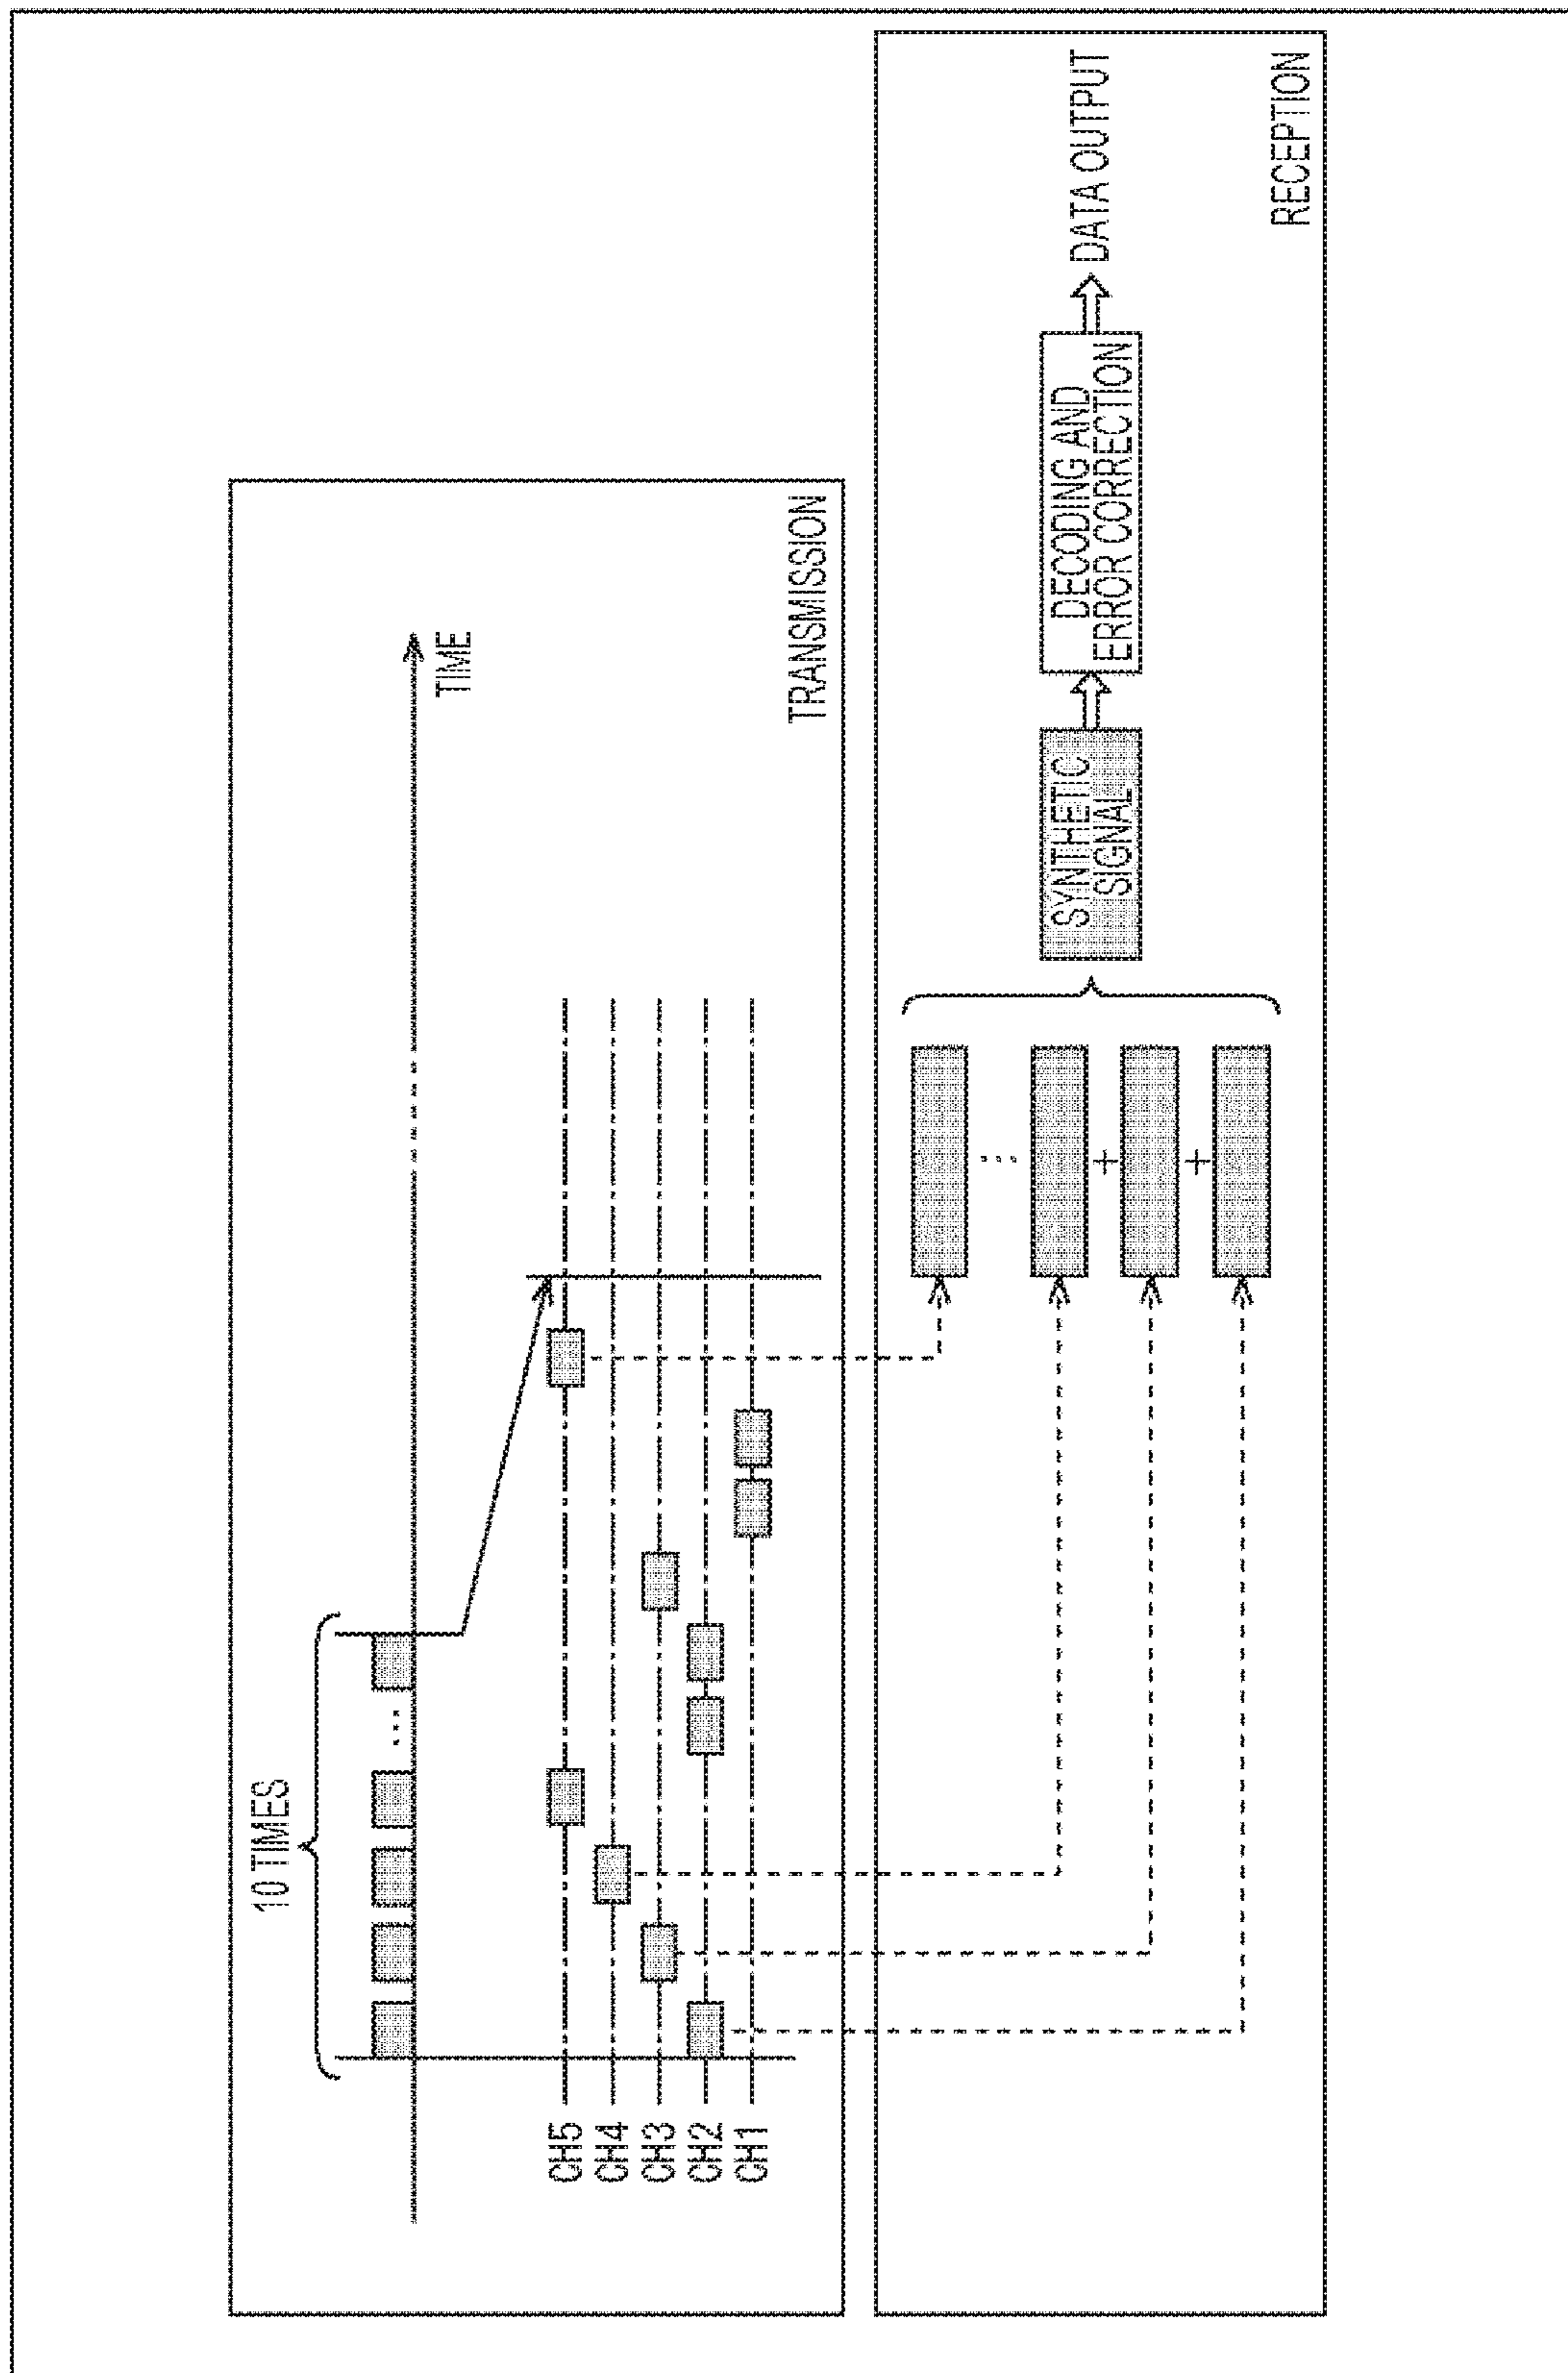 10 TIMES
...
TIME
CH5
CH4
CH3
CH2
CH1
TRANSMISSION
+
+
SYNTHETIC
SIGNAL
DECODING AND
ERROR CORRECTION
DATA OUTPUT
RECEPTION